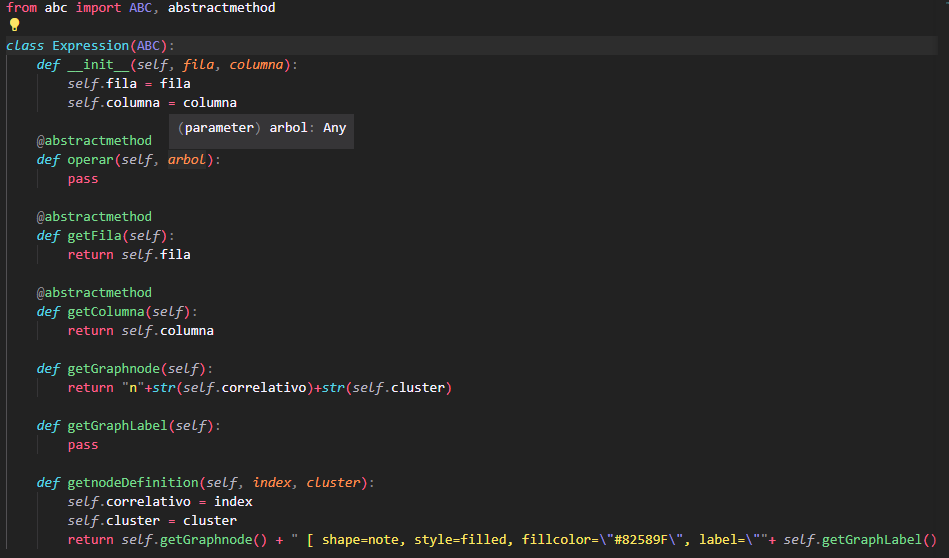 from abc import ABC, abstractmethod
class Expression(ABC):
    def __init__(self, fila, columna):
        self.fila = fila
        self.columna = columna
(parameter) arbol: Any
    @abstractmethod
    def operar(self, arbol):
        pass
    @abstractmethod
    def getFila(self):
        return self.fila
    @abstractmethod
    def getColumna(self):
        return self.columna
    def getGraphnode(self):
        return "n"+str(self.correlativo)+str(self.cluster)
    def getGraphLabel(self):
        pass
    def getnodeDefinition(self, index, cluster):
        self.correlativo = index
        self.cluster = cluster
        return self.getGraphnode() + " [ shape=note, style=filled, fillcolor=\"#82589F\", label=\""+ self.getGraphLabel()